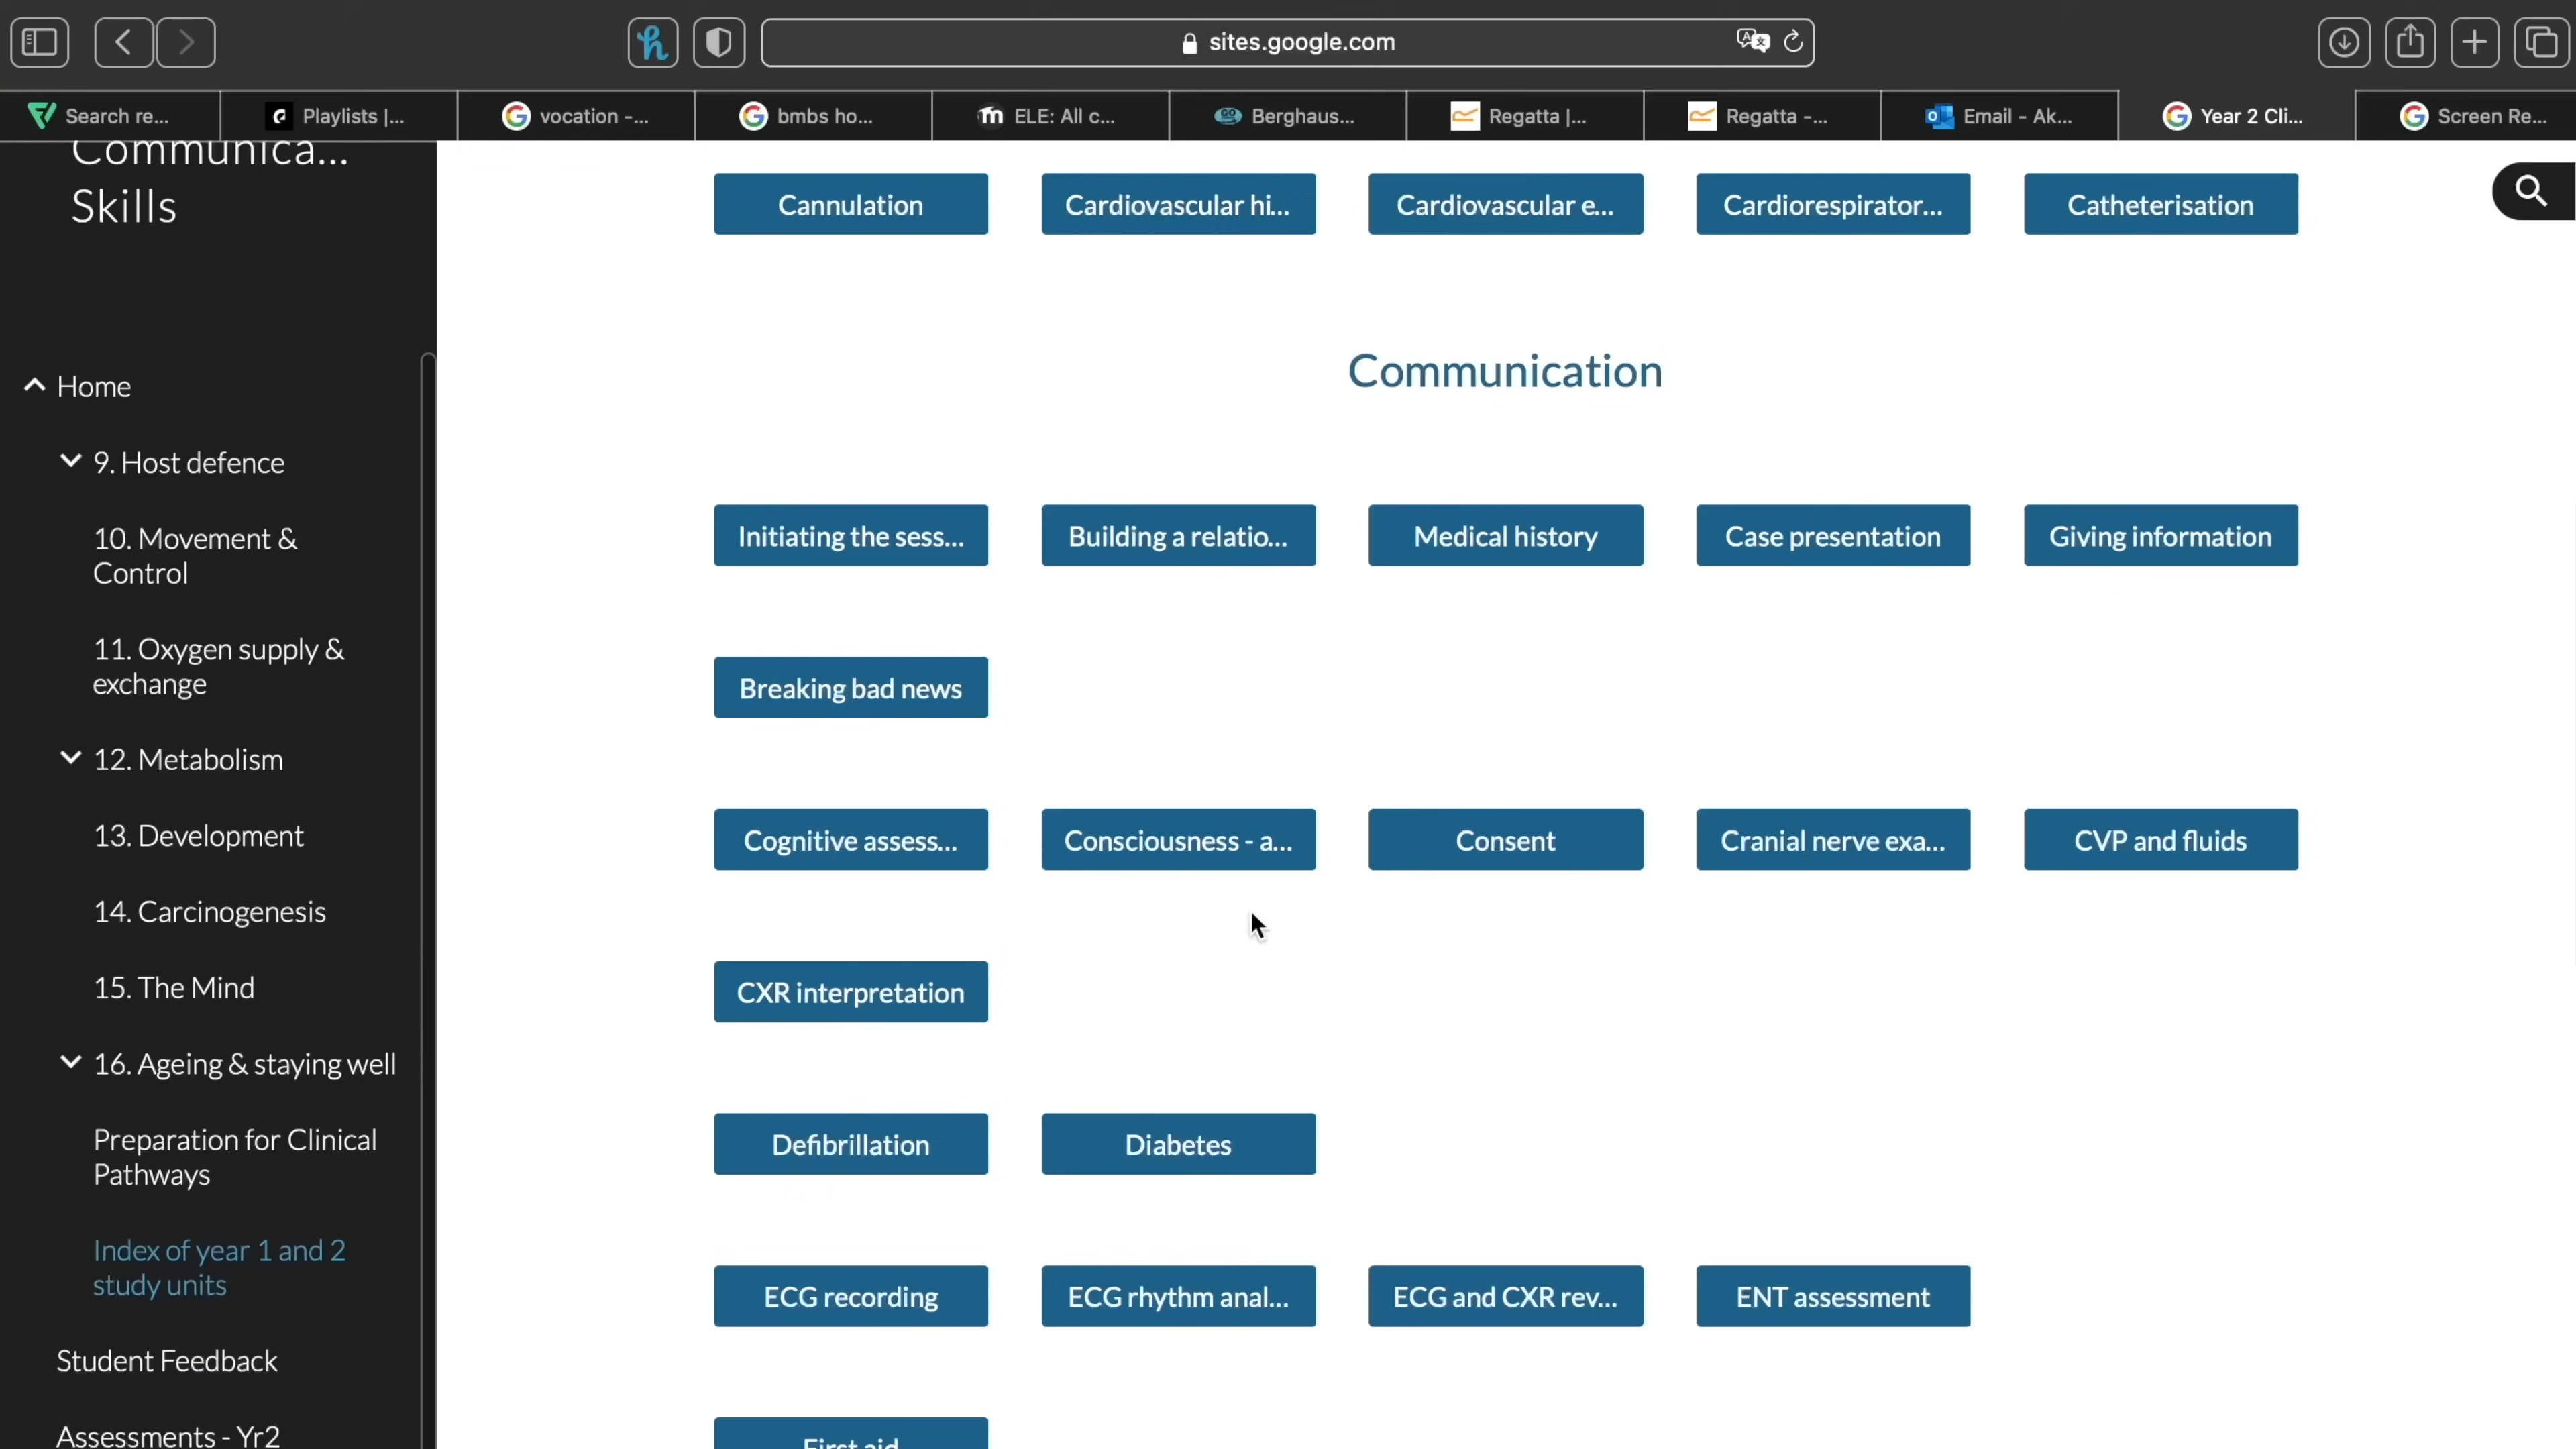 sites.google.com
Search re...
Playlists |...
vocation -...
bmbs ho...
ELE: All c...
Berghaus...
Regatta |...
Regatta -...
Email - Ak...
Year 2 Cli...
Screen Re...
Communica...
Skills
Home
9. Host defence
10. Movement &
Control
11. Oxygen supply &
exchange
12. Metabolism
13. Development
14. Carcinogenesis
15. The Mind
16. Ageing & staying well
Preparation for Clinical
Pathways
Index of year 1 and 2
study units
Student Feedback
Assessments - Yr2
Cannulation
Cardiovascular hi...
Cardiovascular e...
Cardiorespirator...
Catheterisation
Communication
Initiating the sess...
Building a relatio...
Medical history
Case presentation
Giving information
Breaking bad news
Cognitive assess...
Consciousness - a...
Consent
Cranial nerve exa...
CVP and fluids
CXR interpretation
Defibrillation
Diabetes
ECG recording
ECG rhythm anal...
ECG and CXR rev...
ENT assessment
First aid